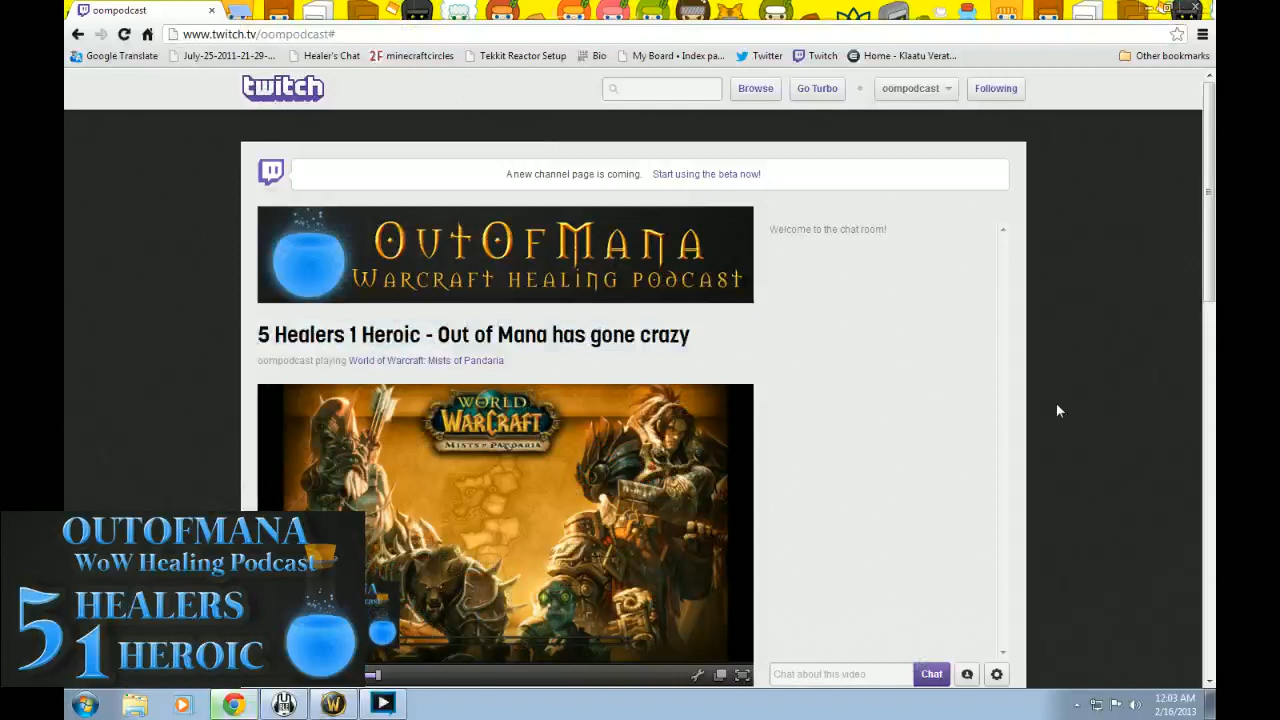 oompodcast
www.twitch.tv/oompodcast#
Google Translate July-25-2011-21-29-... Healer's Chat minecraftcircles Tekkit Reactor Setup Bio My Board • Index pa... Twitter Twitch Home - Klaatu Verat... Other bookmarks
twitch Browse Go Turbo oompodcast Following
A new channel page is coming. Start using the beta now!
OutOfMana
Warcraft Healing Podcast
Welcome to the chat room!
5 Healers 1 Heroic - Out of Mana has gone crazy
oompodcast playing World of Warcraft: Mists of Pandaria
WORLD
OF
WARCRAFT
MISTS OF PANDARIA
OUTOFMANA
WoW Healing Podcast
5 HEALERS
1 HEROIC
Chat about this video Chat
12:03 AM
2/16/2013